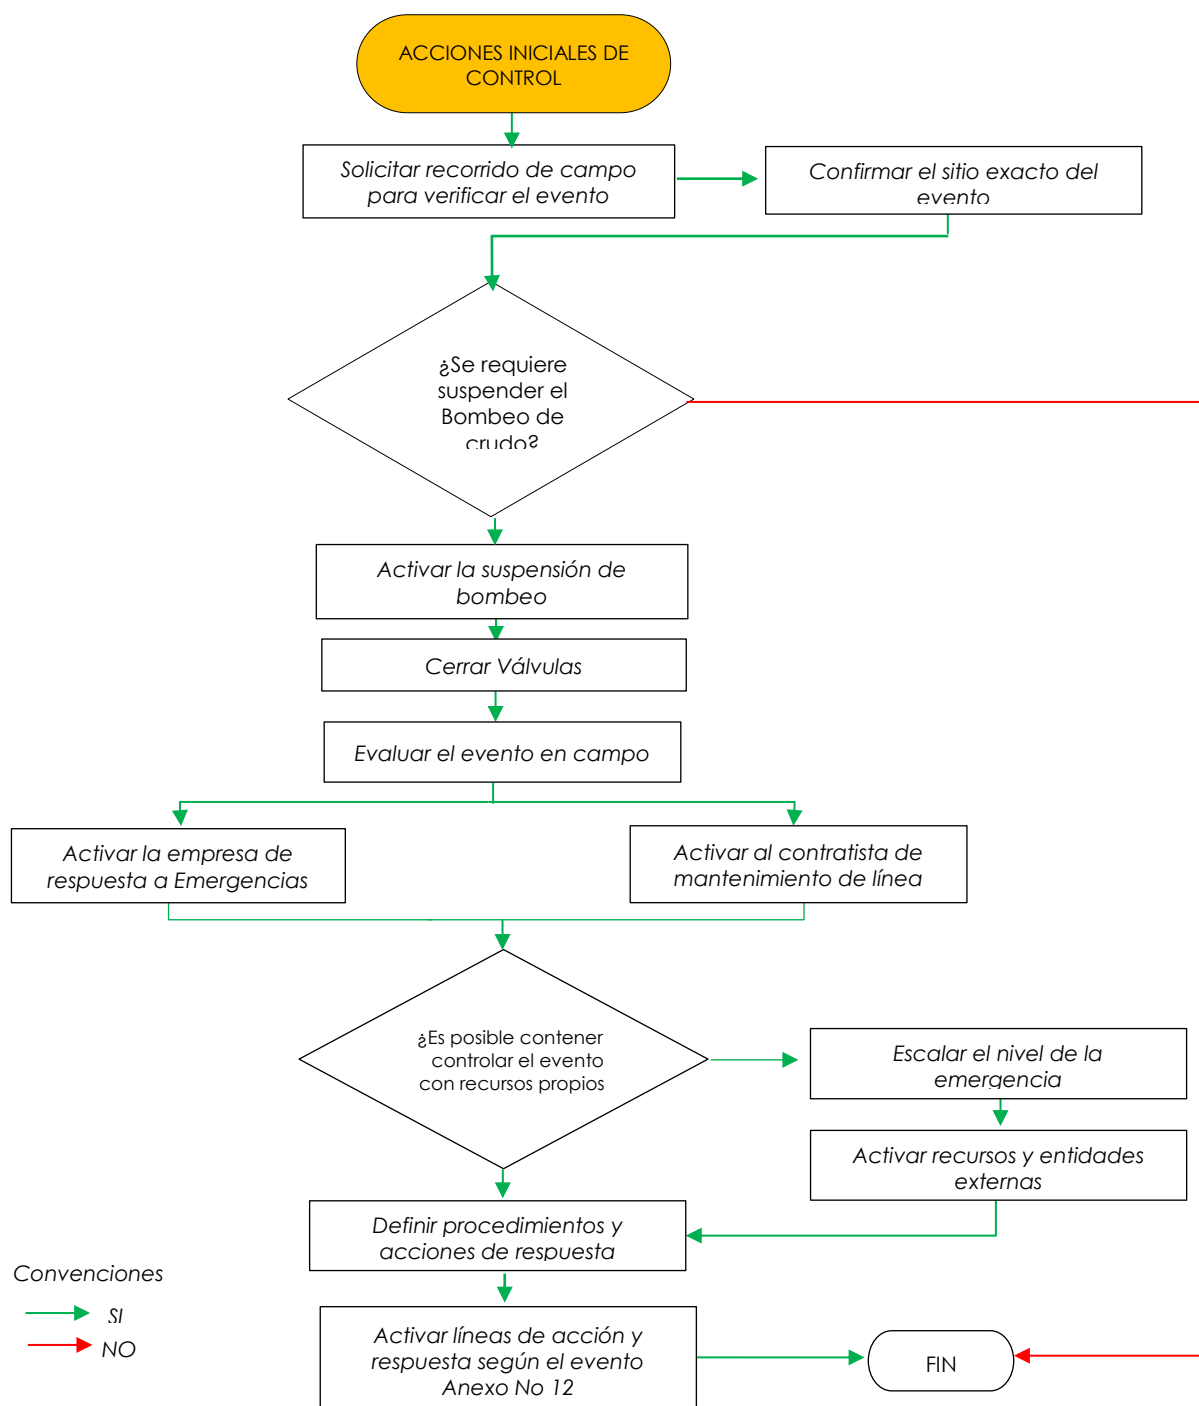 ACCIONES INICIALES DE
CONTROL
Solicitar recorrido de campo
para verificar el evento
Confirmar el sitio exacto del
evento
¿Se requiere
suspender el
Bombeo de
crudo?
Activar la suspensión de
bombeo
Cerrar Válvulas
Evaluar el evento en campo
Activar la empresa de
respuesta a Emergencias
Activar al contratista de
mantenimiento de línea
¿Es posible contener
controlar el evento
con recursos propios
Escalar el nivel de la
emergencia
Activar recursos y entidades
externas
Definir procedimientos y
acciones de respuesta
Convenciones
SI
NO
Activar líneas de acción y
respuesta según el evento
Anexo No 12
FIN